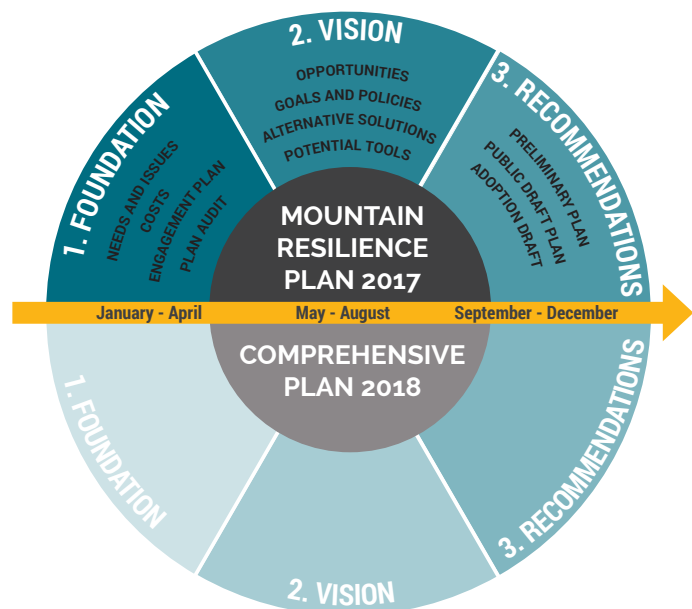 1. FOUNDATION
NEEDS AND ISSUES
COSTS
ENGAGEMENT PLAN
PLAN AUDIT
2. VISION
OPPORTUNITIES
GOALS AND POLICIES
ALTERNATIVE SOLUTIONS
POTENTIAL TOOLS
3. RECOMMENDATIONS
PRELIMINARY PLAN
PUBLIC DRAFT PLAN
ADOPTION DRAFT
MOUNTAIN
RESILIENCE
PLAN 2017
January - April
May - August
September - December
COMPREHENSIVE
PLAN 2018
1. FOUNDATION
2. VISION
3. RECOMMENDATIONS